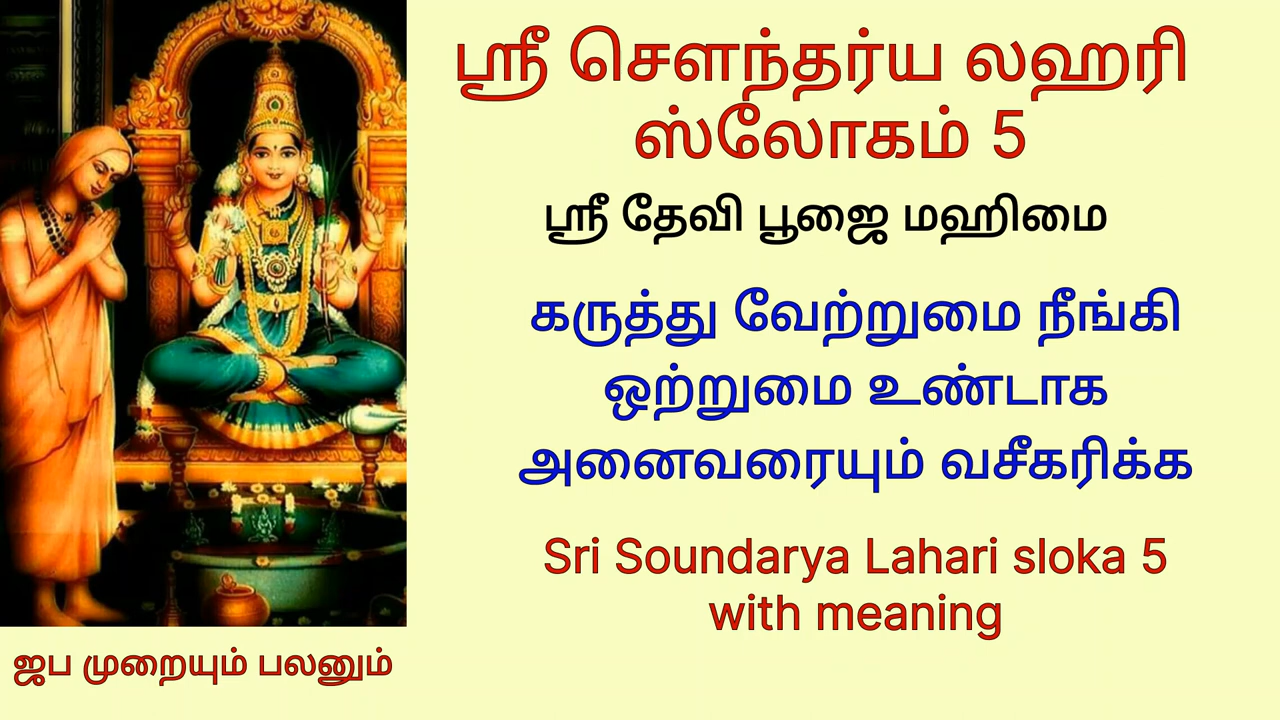 ஸ்ரீ சௌந்தர்ய லஹரி
ஸ்லோகம் 5
ஸ்ரீ தேவி பூஜை மஹிமை
கருத்து வேற்றுமை நீங்கி
ஒற்றுமை உண்டாக
அனைவரையும் வசீகரிக்க
Sri Soundarya Lahari sloka 5
with meaning
ஜப முறையும் பலனும்